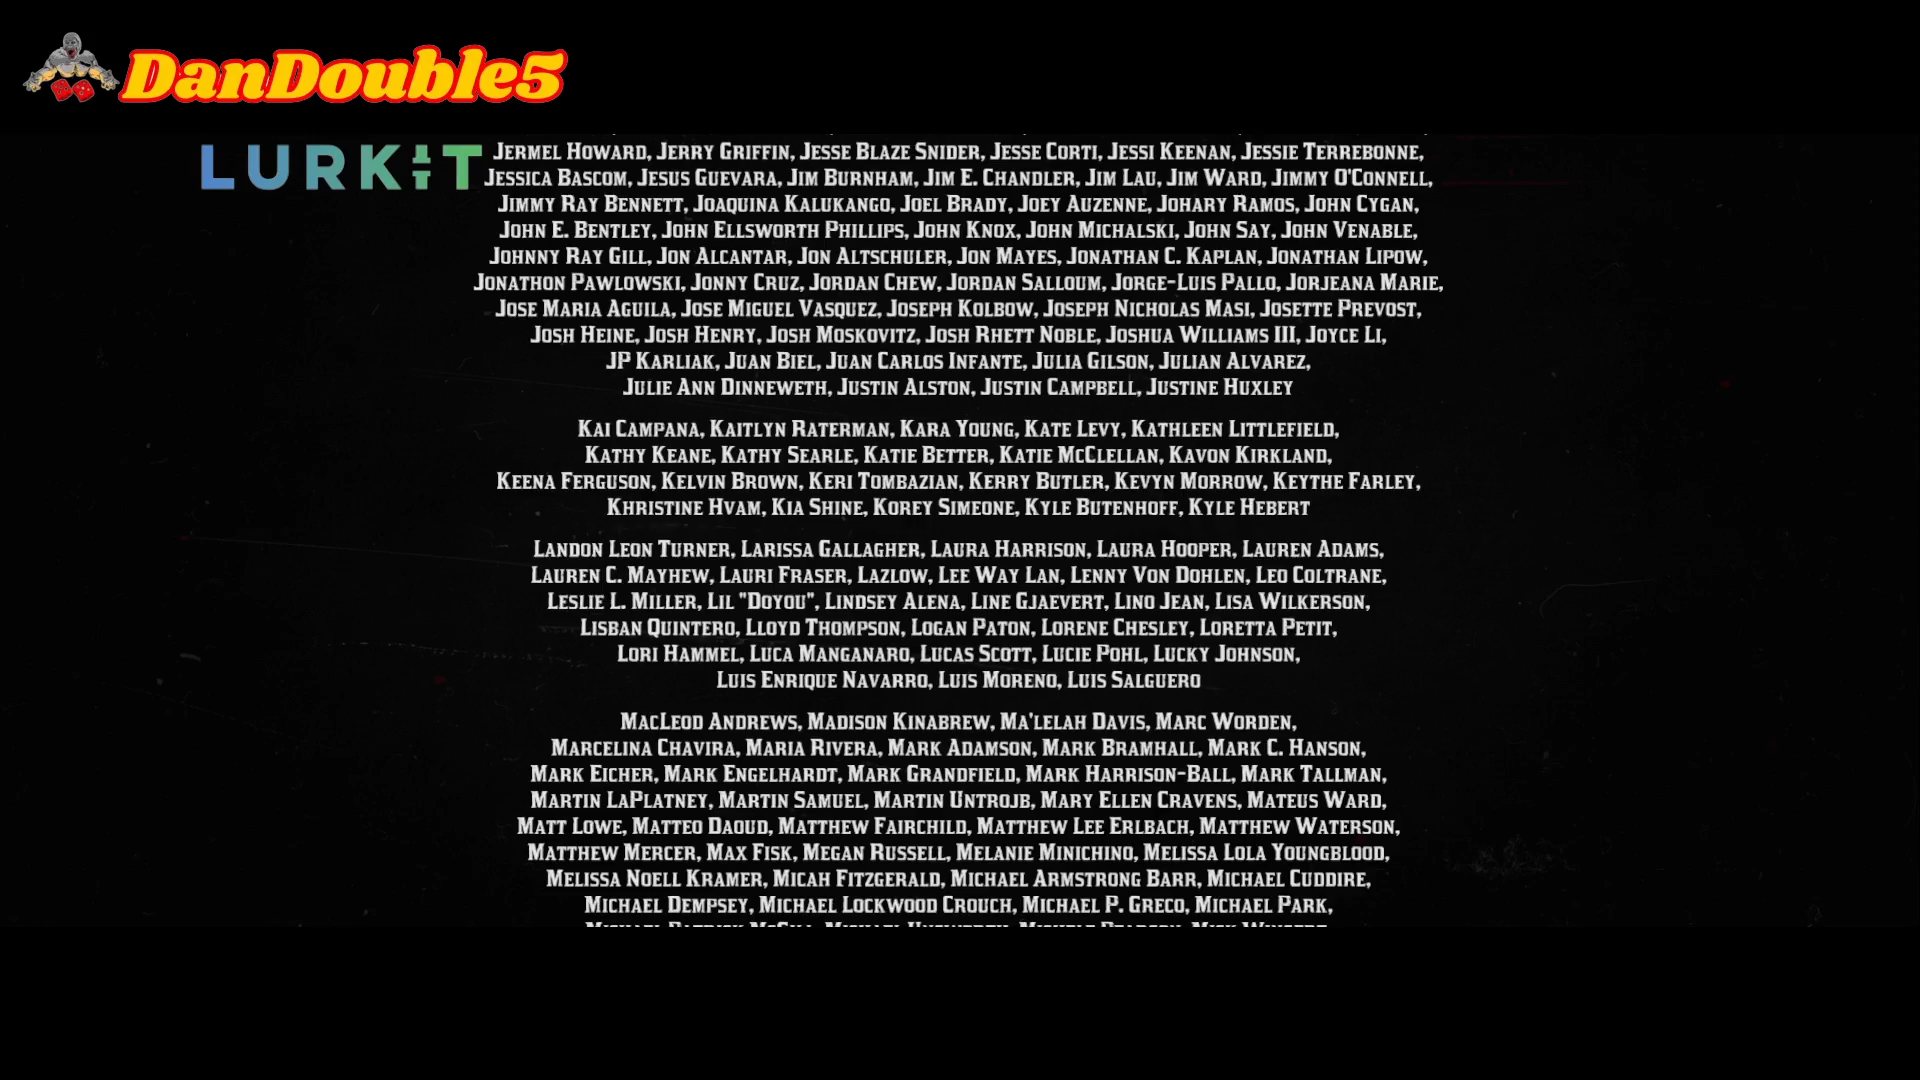 DanDouble5
LURKIT
Jermel Howard, Jerry Griffin, Jesse Blaze Snider, Jesse Corti, Jessi Keenan, Jessie Terrebonne,
Jessica Bascom, Jesus Guevara, Jim Burnham, Jim E. Chandler, Jim Lau, Jim Ward, Jimmy O'Connell,
Jimmy Ray Bennett, Joaquina Kalukango, Joel Brady, Joey Auzenne, Johary Ramos, John Cygan,
John E. Bentley, John Ellsworth Phillips, John Knox, John Michalski, John Say, John Venable,
Johnny Ray Gill, Jon Alcantar, Jon Altschuler, Jon Mayes, Jonathan C. Kaplan, Jonathan Lipow,
Jonathon Pawlowski, Jonny Cruz, Jordan Chew, Jordan Salloum, Jorge-Luis Pallo, Jorjeana Marie,
Jose Maria Aguila, Jose Miguel Vasquez, Joseph Kolbow, Joseph Nicholas Masi, Josette Prevost,
Josh Heine, Josh Henry, Josh Moskovitz, Josh Rhett Noble, Joshua Williams III, Joyce Li,
JP Karliak, Juan Biel, Juan Carlos Infante, Julia Gilson, Julian Alvarez,
Julie Ann Dinneweth, Justin Alston, Justin Campbell, Justine Huxley
Kai Campana, Kaitlyn Raterman, Kara Young, Kate Levy, Kathleen Littlefield,
Kathy Keane, Kathy Searle, Katie Better, Katie McClellan, Kavon Kirkland,
Keena Ferguson, Kelvin Brown, Keri Tombazian, Kerry Butler, Kevyn Morrow, Keythe Farley,
Khristine Hvam, Kia Shine, Korey Simeone, Kyle Butenhoff, Kyle Hebert
Landon Leon Turner, Larissa Gallagher, Laura Harrison, Laura Hooper, Lauren Adams,
Lauren C. Mayhew, Lauri Fraser, Lazlow, Lee Way Lan, Lenny Von Dohlen, Leo Coltrane,
Leslie L. Miller, Lil "Doyou", Lindsey Alena, Line Gjaevert, Lino Jean, Lisa Wilkerson,
Lisban Quintero, Lloyd Thompson, Logan Paton, Lorene Chesley, Loretta Petit,
Lori Hammel, Luca Manganaro, Lucas Scott, Lucie Pohl, Lucky Johnson,
Luis Enrique Navarro, Luis Moreno, Luis Salguero
MacLeod Andrews, Madison Kinabrew, Ma'lelah Davis, Marc Worden,
Marcelina Chavira, Maria Rivera, Mark Adamson, Mark Bramhall, Mark C. Hanson,
Mark Eicher, Mark Engelhardt, Mark Grandfield, Mark Harrison-Ball, Mark Tallman,
Martin LaPlatney, Martin Samuel, Martin Untrojb, Mary Ellen Cravens, Mateus Ward,
Matt Lowe, Matteo Daoud, Matthew Fairchild, Matthew Lee Erlbach, Matthew Waterson,
Matthew Mercer, Max Fisk, Megan Russell, Melanie Minichino, Melissa Lola Youngblood,
Melissa Noell Kramer, Micah Fitzgerald, Michael Armstrong Barr, Michael Cuddire,
Michael Dempsey, Michael Lockwood Crouch, Michael P. Greco, Michael Park,